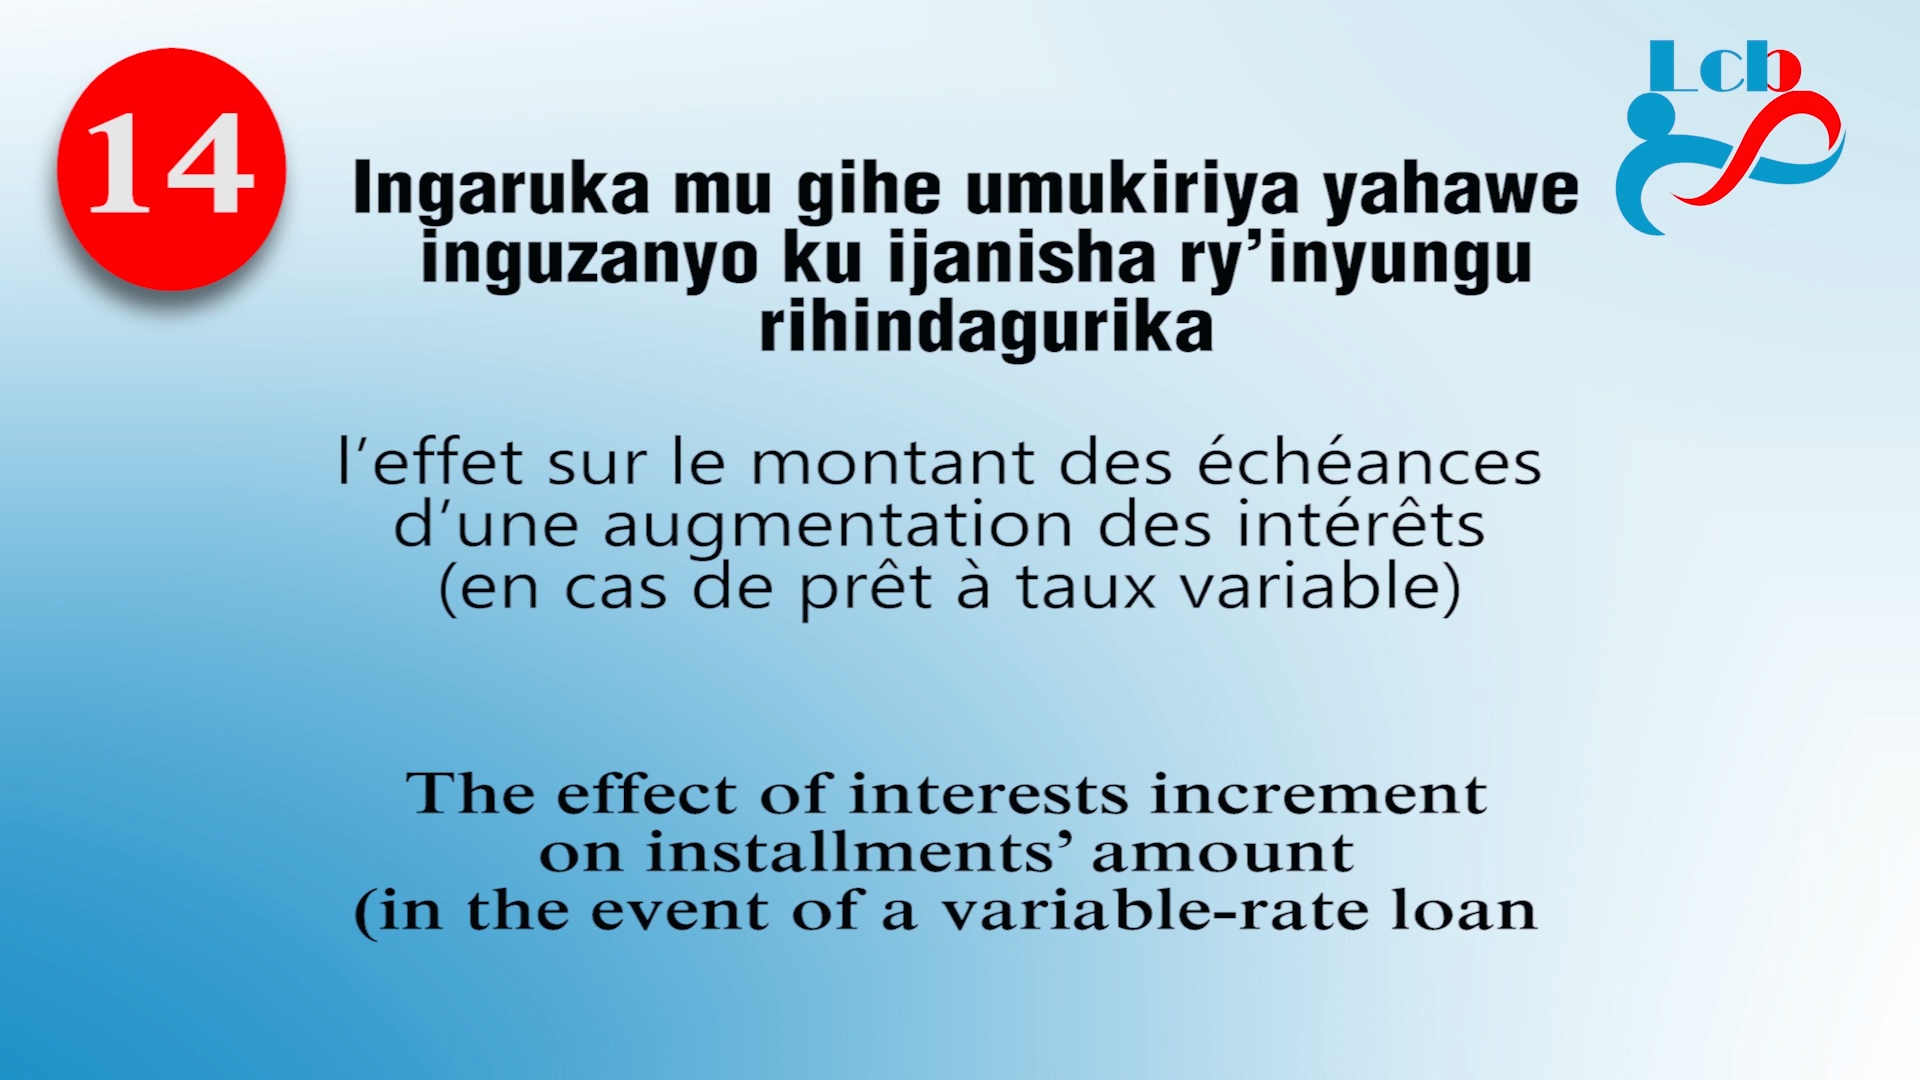 14
Lcb
Ingaruka mu gihe umukiriya yahawe
inguzanyo ku ijanisha ry’inyungu
rihindagurika
l’effet sur le montant des échéances
d’une augmentation des intérêts
(en cas de prêt à taux variable)
The effect of interests increment
on installments’ amount
(in the event of a variable-rate loan